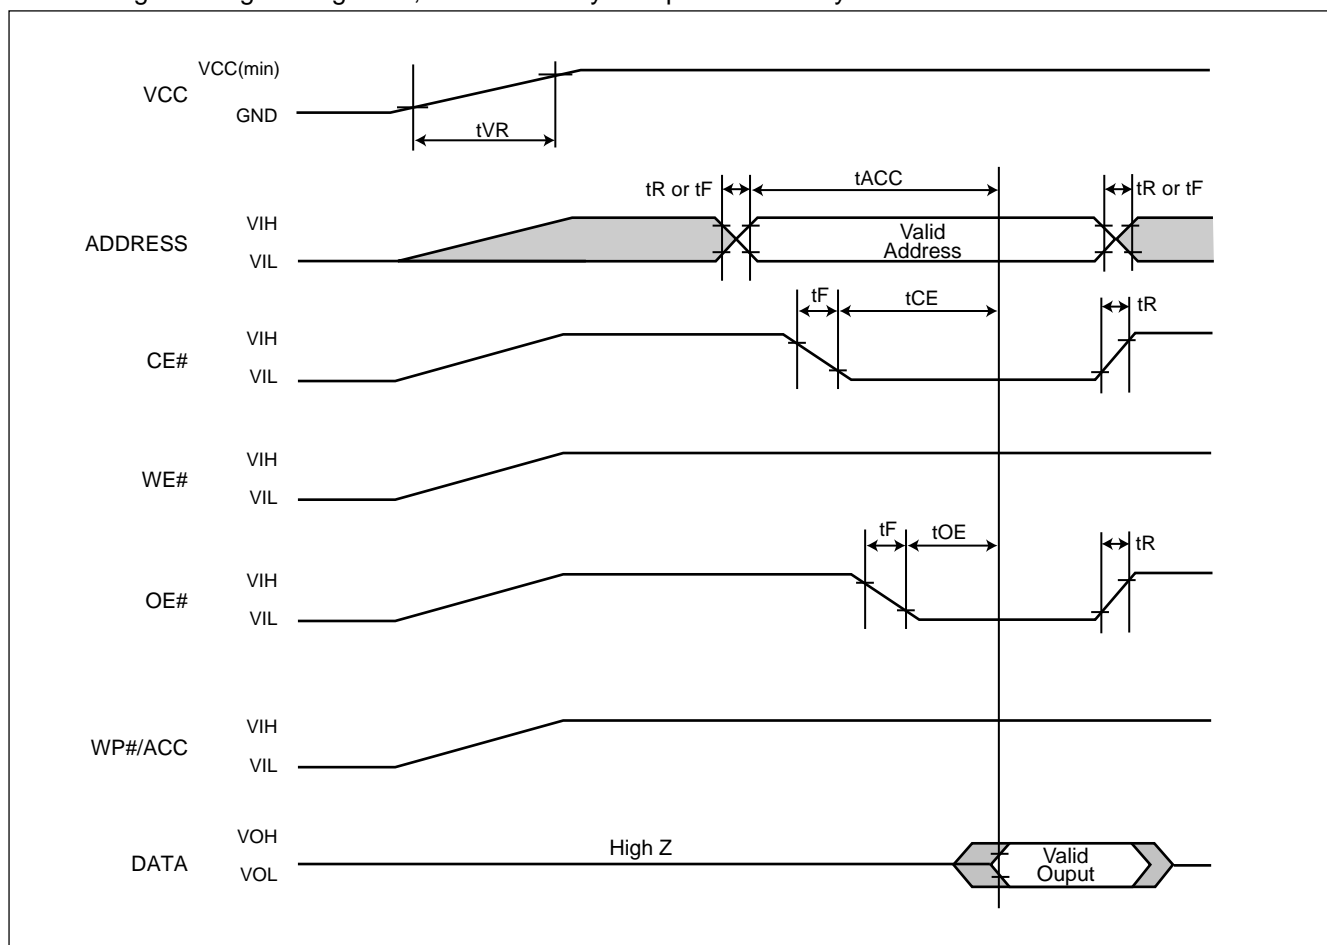 VCC(min)
VCC
GND
tVR
tR or tF
tACC
tR or tF
VIH
ADDRESS
VIL
Valid
Address
tF
tCE
tR
VIH
CE#
VIL
VIH
WE#
VIL
tF
tOE
tR
VIH
OE#
VIL
VIH
WP#/ACC
VIL
VOH
DATA
VOL
High Z
Valid
Ouput